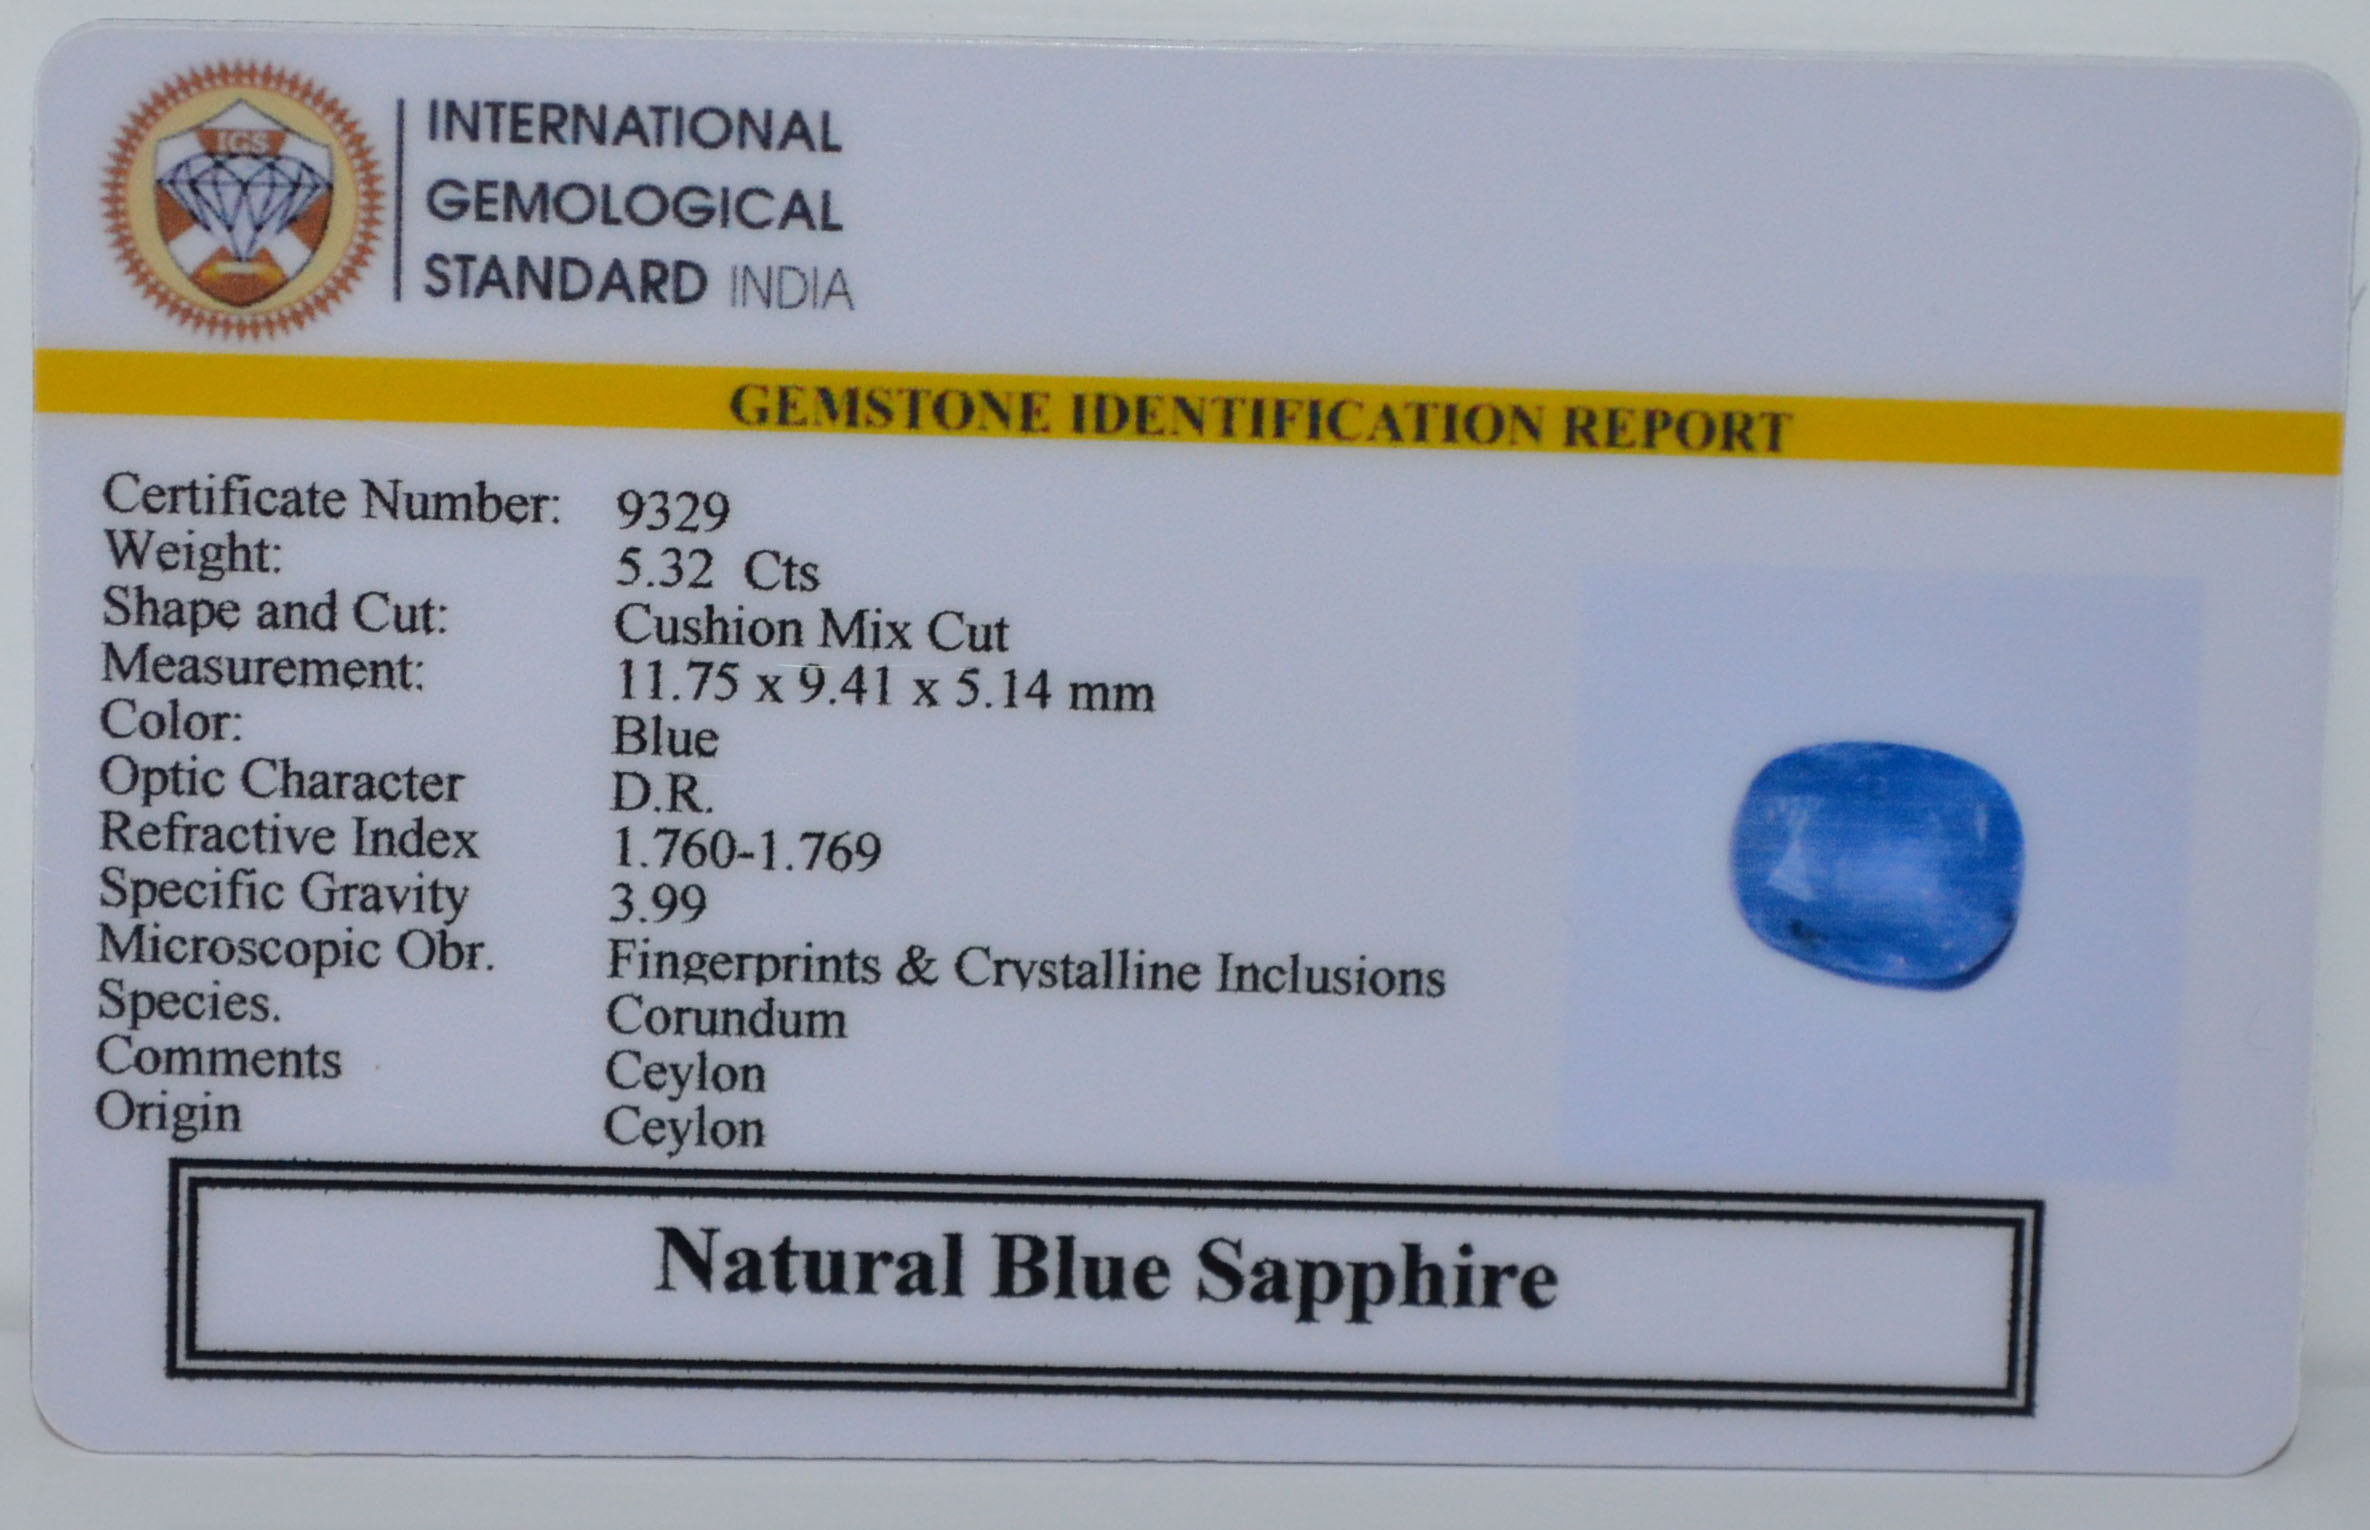 IGS
INTERNATIONAL
GEMOLOGICAL
STANDARD INDIA
GEMSTONE IDENTIFICATION REPORT
Certificate Number: 9329
Weight: 5.32 Cts
Shape and Cut: Cushion Mix Cut
Measurement: 11.75 x 9.41 x 5.14 mm
Color: Blue
Optic Character D.R.
Refractive Index 1.760-1.769
Specific Gravity 3.99
Microscopic Obr. Fingerprints & Crystalline Inclusions
Species. Corundum
Comments Ceylon
Origin Ceylon
Natural Blue Sapphire